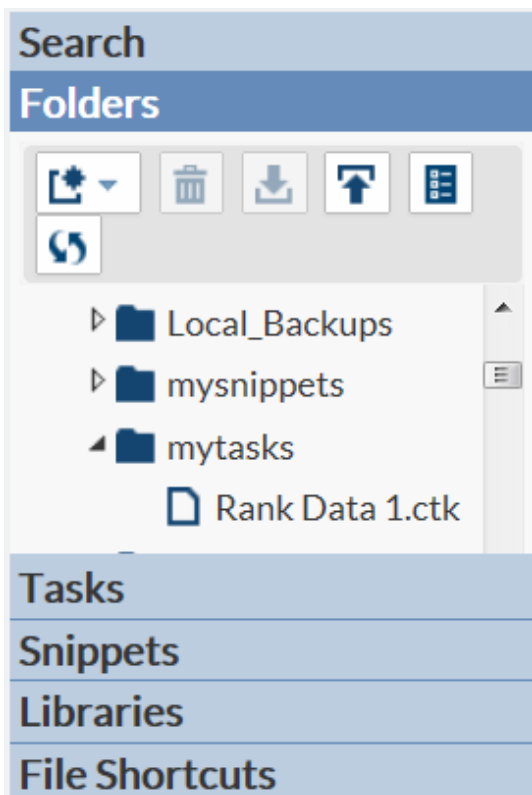 Search
Folders
Local_Backups
mysnippets
mytasks
Rank Data 1.ctk
Tasks
Snippets
Libraries
File Shortcuts